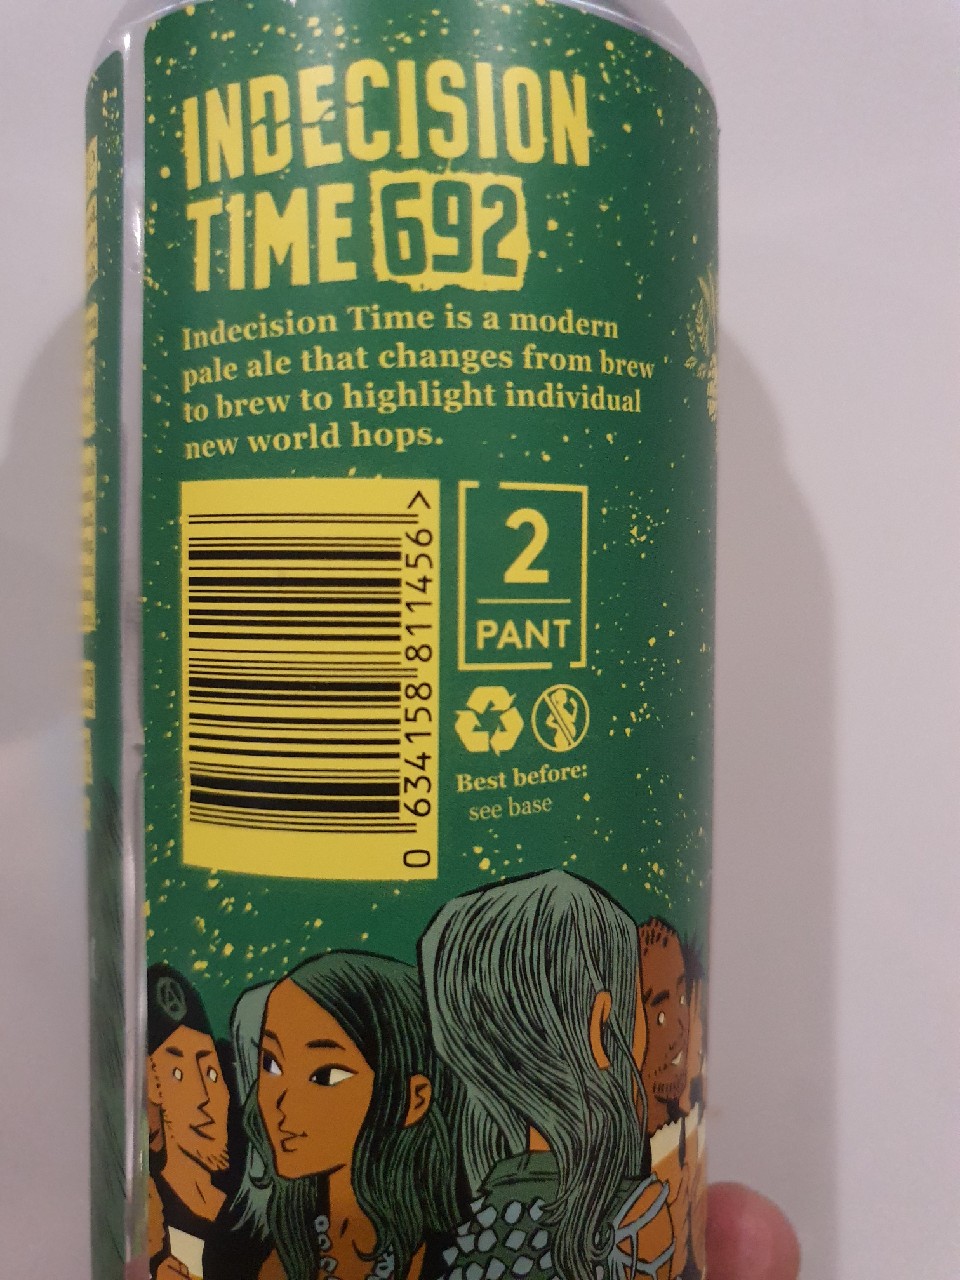 INDECISION
TIME 692
Indecision Time is a modern
pale ale that changes from brew
to brew to highlight individual
new world hops.
0 634158 811456 >
2
PANT
Best before:
see base